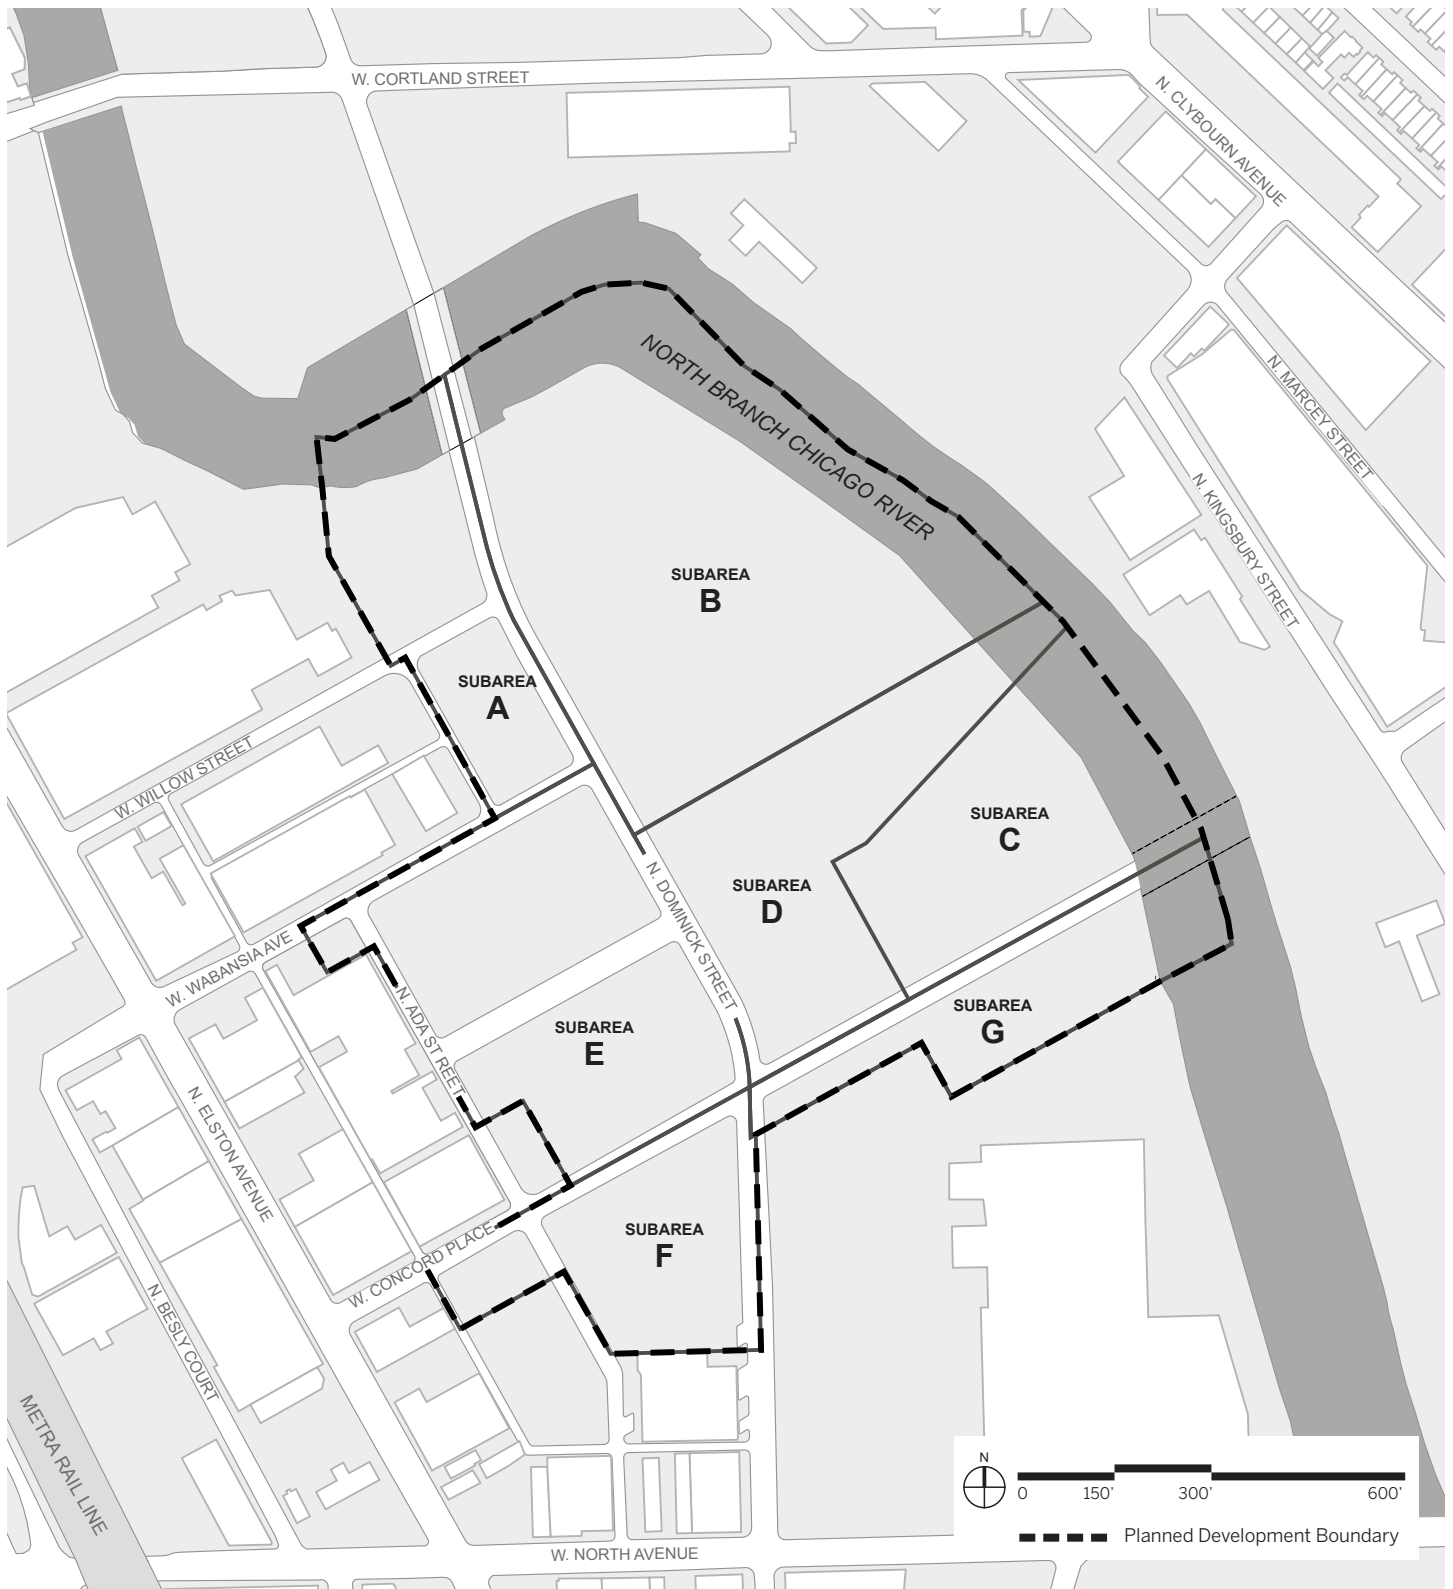 W. CORTLAND STREET
N. CLYBOURN AVENUE
NORTH BRANCH CHICAGO RIVER
N. MARCEY STREET
N. KINGSBURY STREET
SUBAREA
B
SUBAREA
A
W. WILLOW STREET
SUBAREA
C
SUBAREA
D
N. DOMINICK STREET
W. WABANSIA AVE
N. ADA ST REET
SUBAREA
G
SUBAREA
E
N. ELSTON AVENUE
SUBAREA
F
W. CONCORD PLACE
N. BESLY COURT
METRA RAIL LINE
W. NORTH AVENUE
N
0 150' 300' 600'
Planned Development Boundary